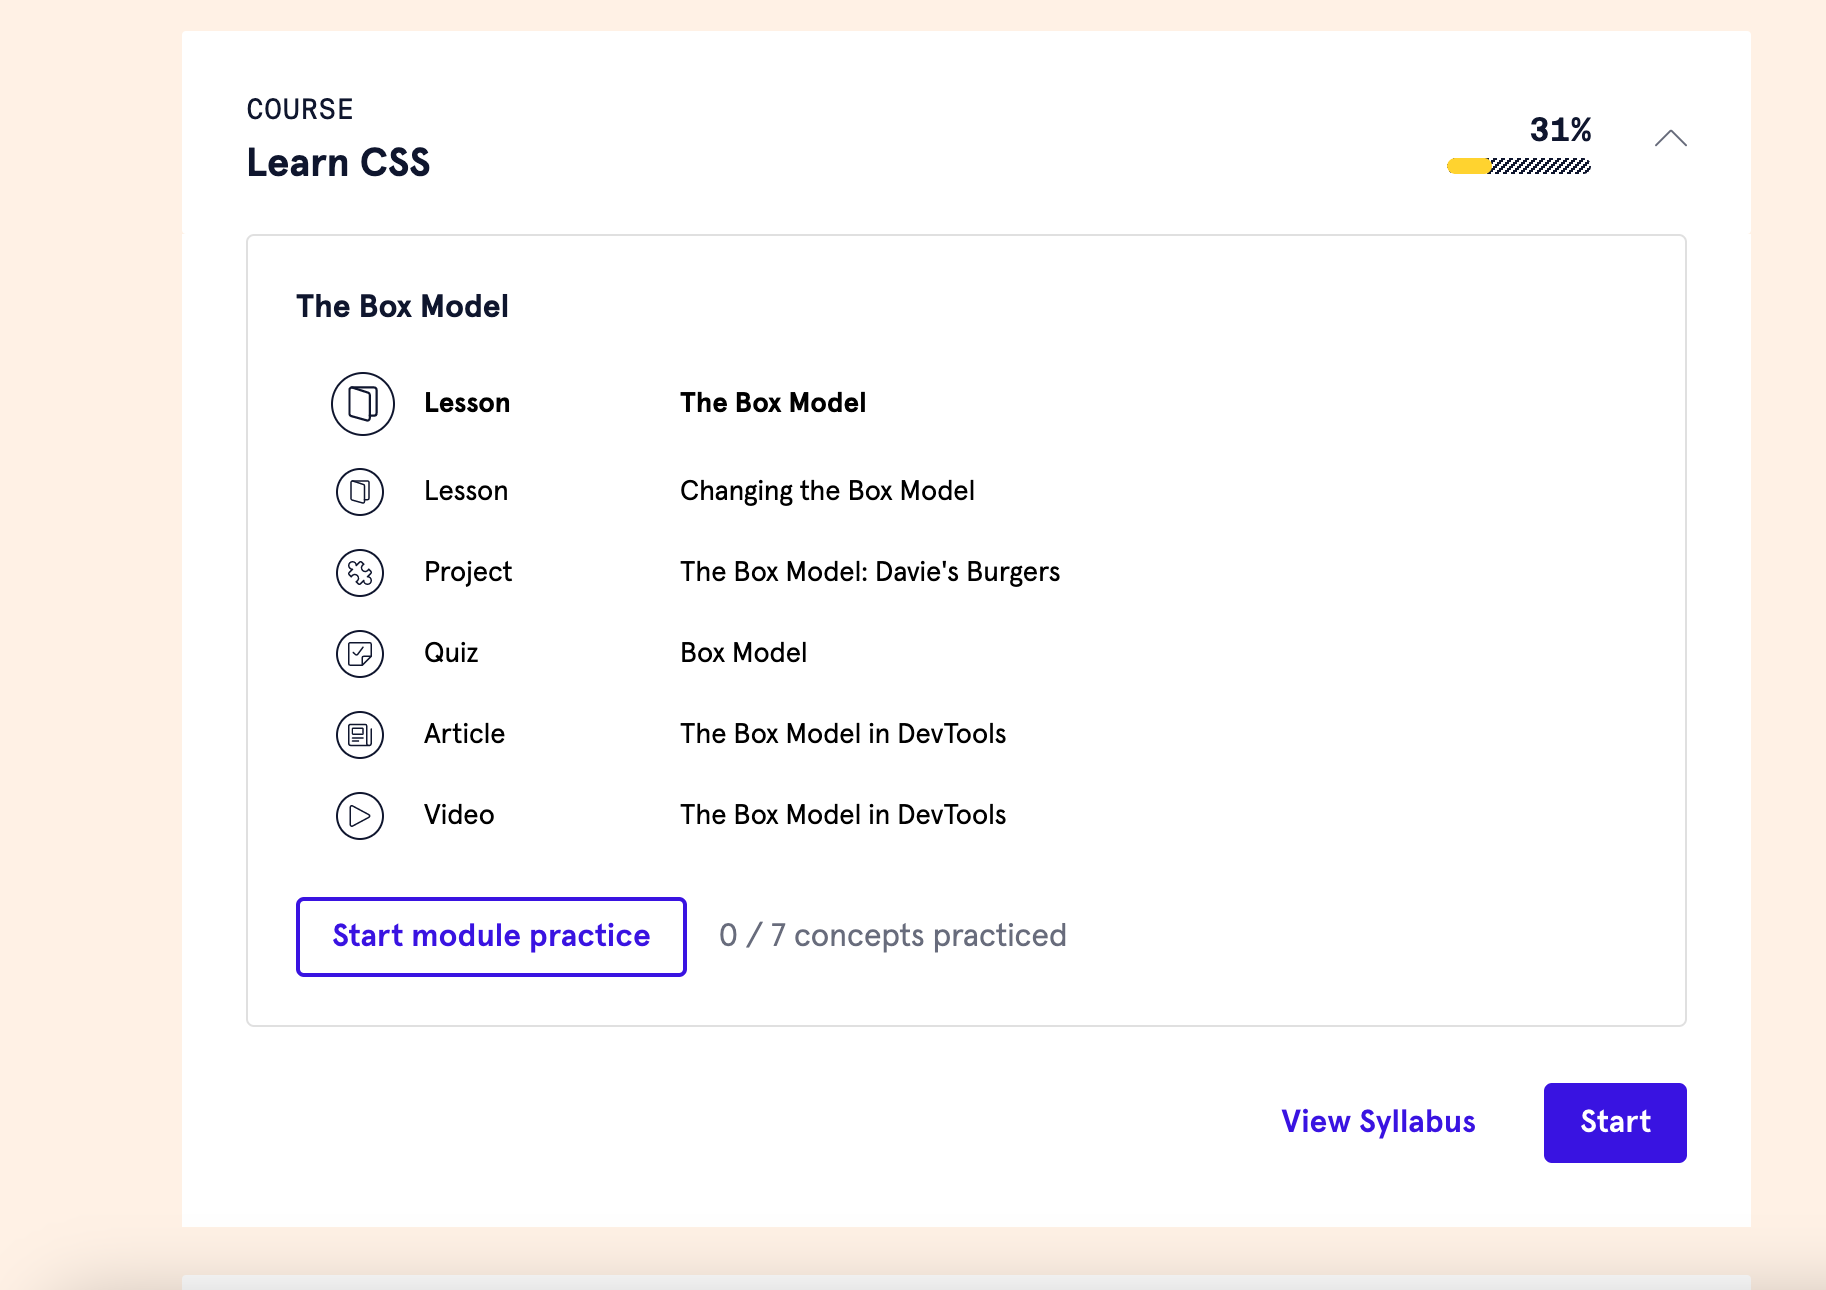 COURSE
Learn CSS
31%
The Box Model
Lesson The Box Model
Lesson Changing the Box Model
Project The Box Model: Davie's Burgers
Quiz Box Model
Article The Box Model in DevTools
Video The Box Model in DevTools
Start module practice 0 / 7 concepts practiced
View Syllabus Start